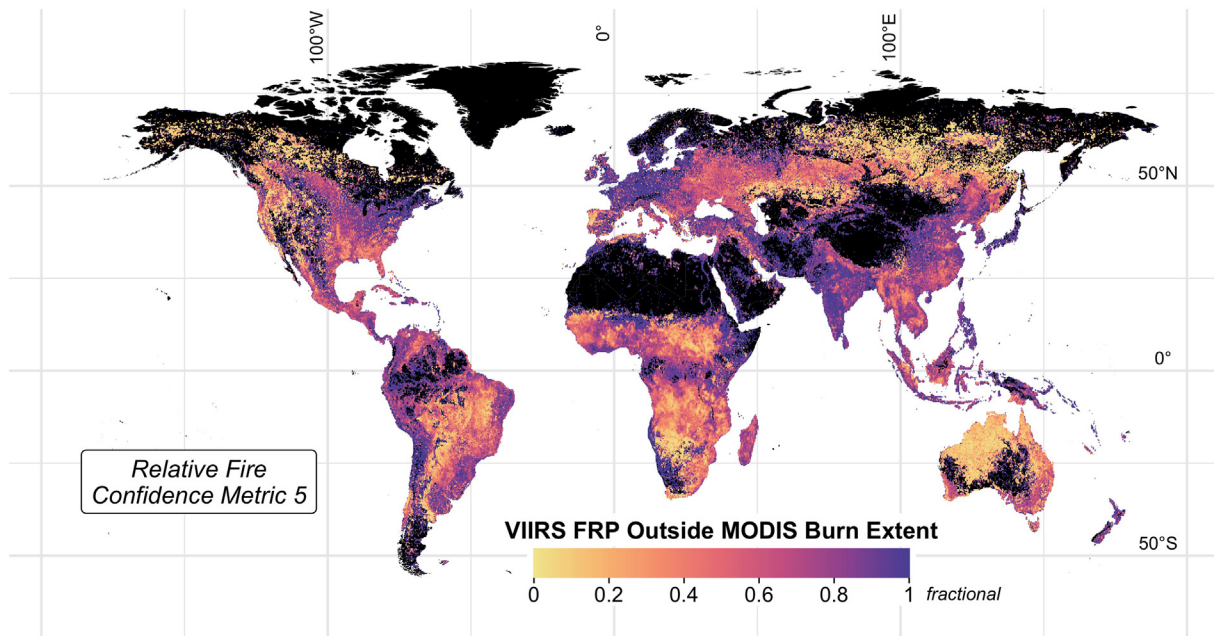 100°W
0°
100°E
50°N
0°
50°S
Relative Fire
Confidence Metric 5
VIIRS FRP Outside MODIS Burn Extent
0 0.2 0.4 0.6 0.8 1 fractional